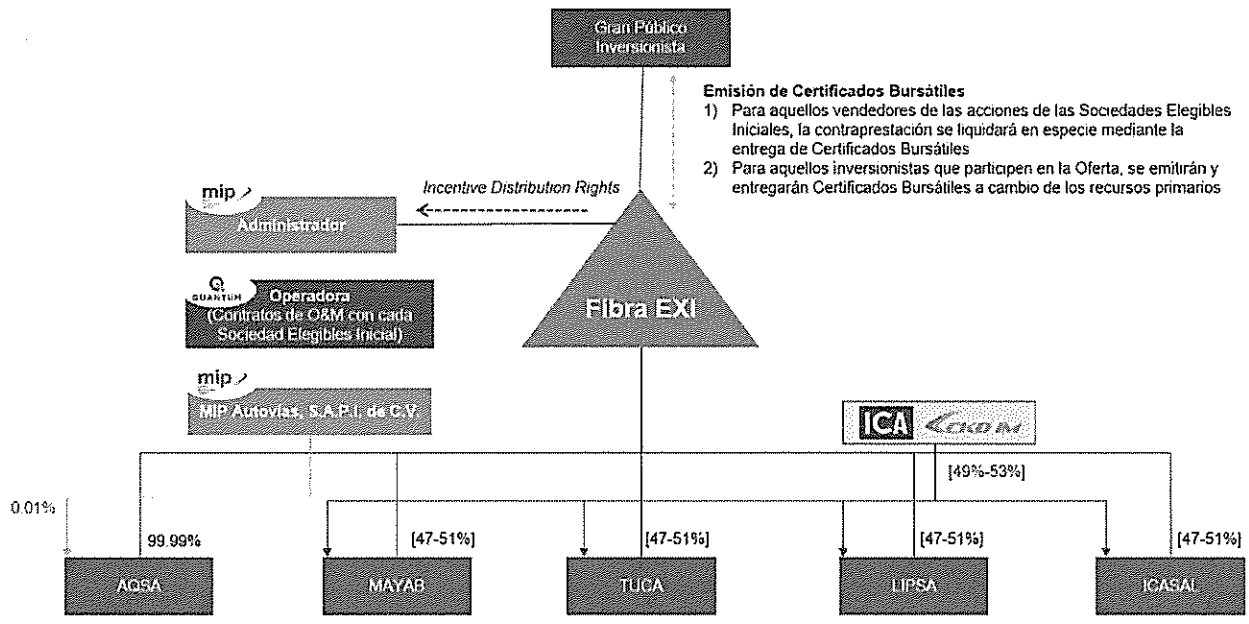 Gran Público
Inversionista
Emisión de Certificados Bursátiles
1) Para aquellos vendedores de las acciones de las Sociedades Elegibles
Iniciales, la contraprestación se liquidará en especie mediante la
entrega de Certificados Bursátiles
2) Para aquellos inversionistas que participen en la Oferta, se emitirán y
entregarán Certificados Bursátiles a cambio de los recursos primarios
Incentive Distribution Rights
mip
Administrador
QUANTUM
Operadora
(Contratos de O&M con cada
Sociedad Elegibles Inicial)
Fibra EXI
mip
MIP Autovías, S.A.P.I. de C.V.
ICA CKD IM
[49%-53%]
0.01%
99.99%
[47-51%]
[47-51%]
[47-51%]
[47-51%]
AQSA
MAYAB
TUCA
LIPSA
ICASAL